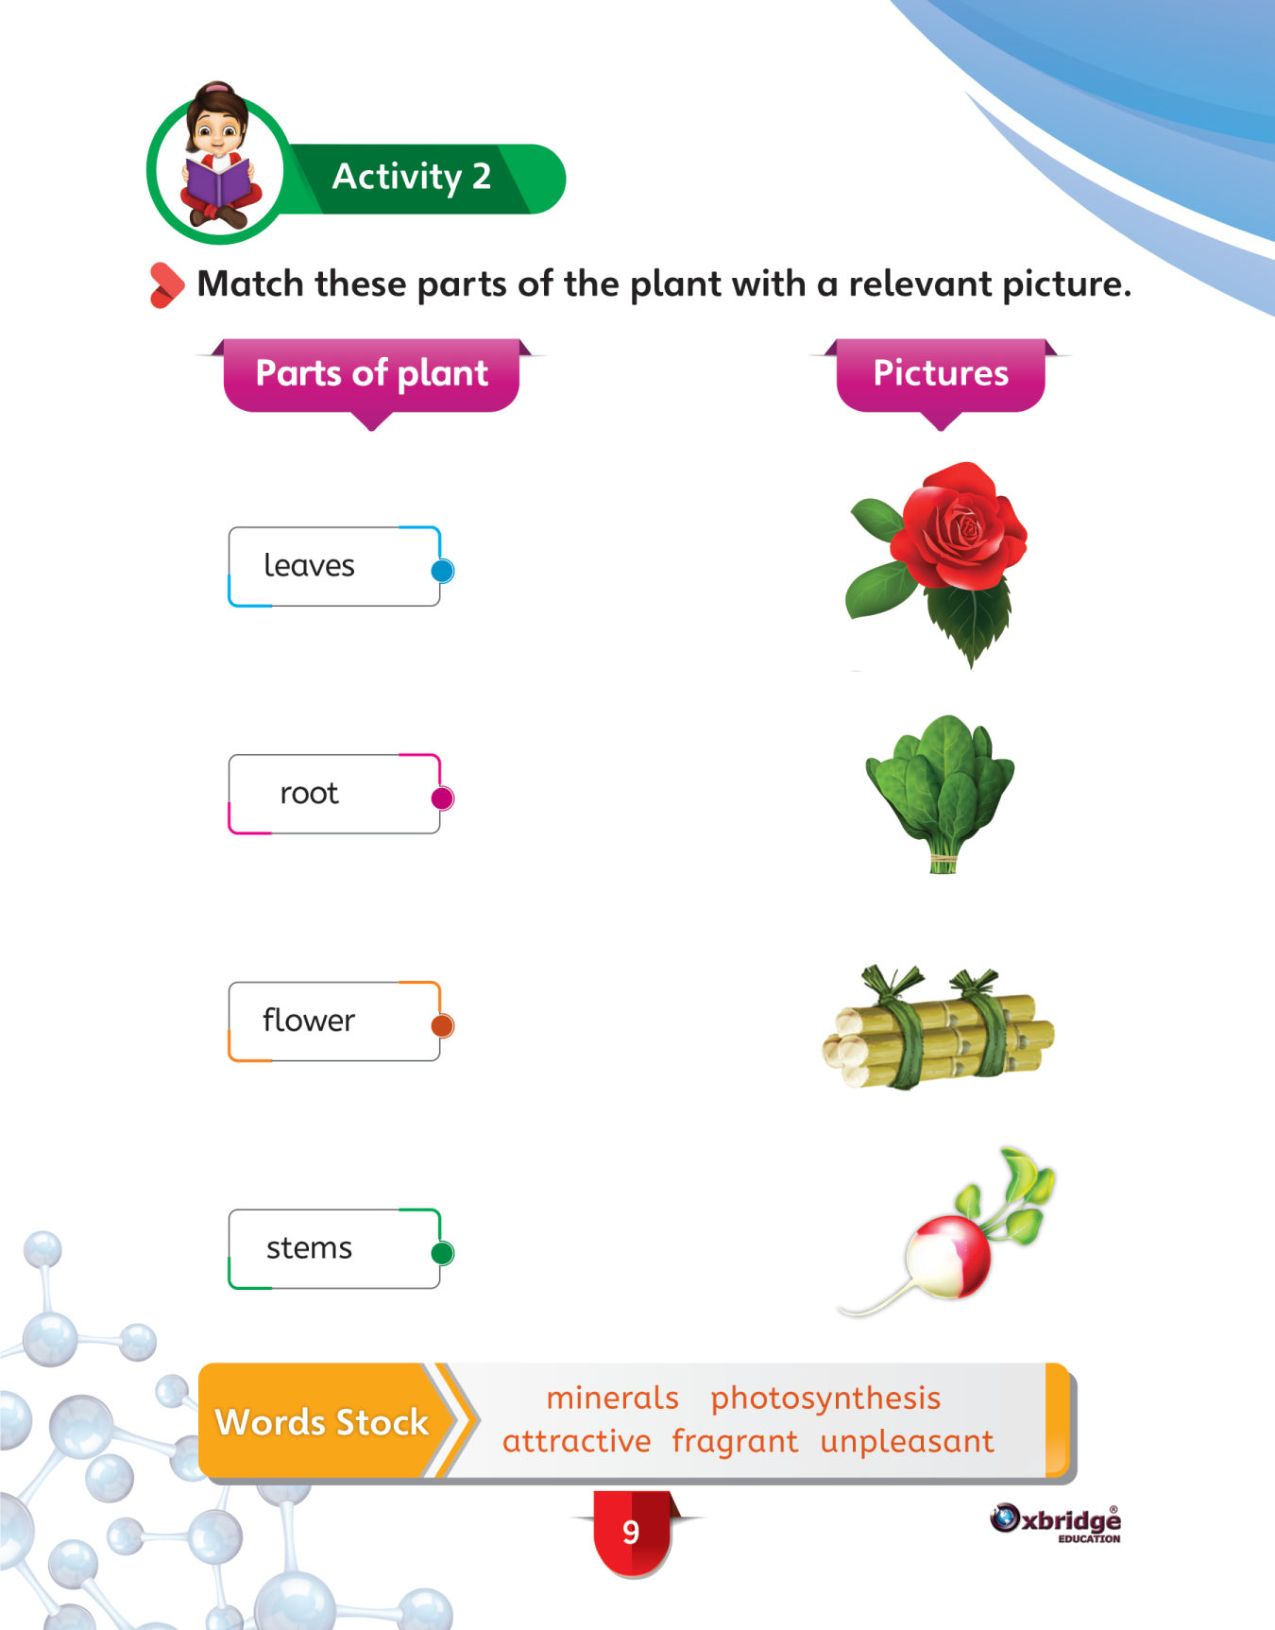 Activity 2
Match these parts of the plant with a relevant picture.
Parts of plant
Pictures
leaves
root
flower
stems
Words Stock
minerals photosynthesis
attractive fragrant unpleasant
9
Oxbridge®
EDUCATION